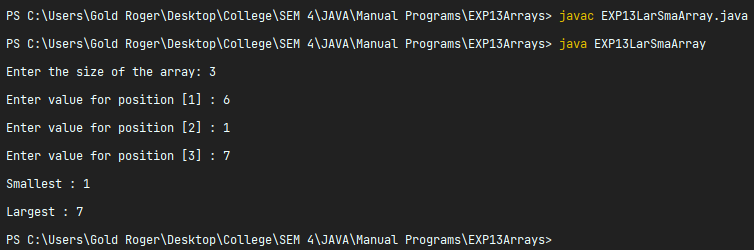 PS C:\Users\Gold Roger\Desktop\College\SEM 4\JAVA\Manual Programs\EXP13Arrays> javac EXP13LarSmaArray.java
PS C:\Users\Gold Roger\Desktop\College\SEM 4\JAVA\Manual Programs\EXP13Arrays> java EXP13LarSmaArray
Enter the size of the array: 3
Enter value for position [1] : 6
Enter value for position [2] : 1
Enter value for position [3] : 7
Smallest : 1
Largest : 7
PS C:\Users\Gold Roger\Desktop\College\SEM 4\JAVA\Manual Programs\EXP13Arrays>